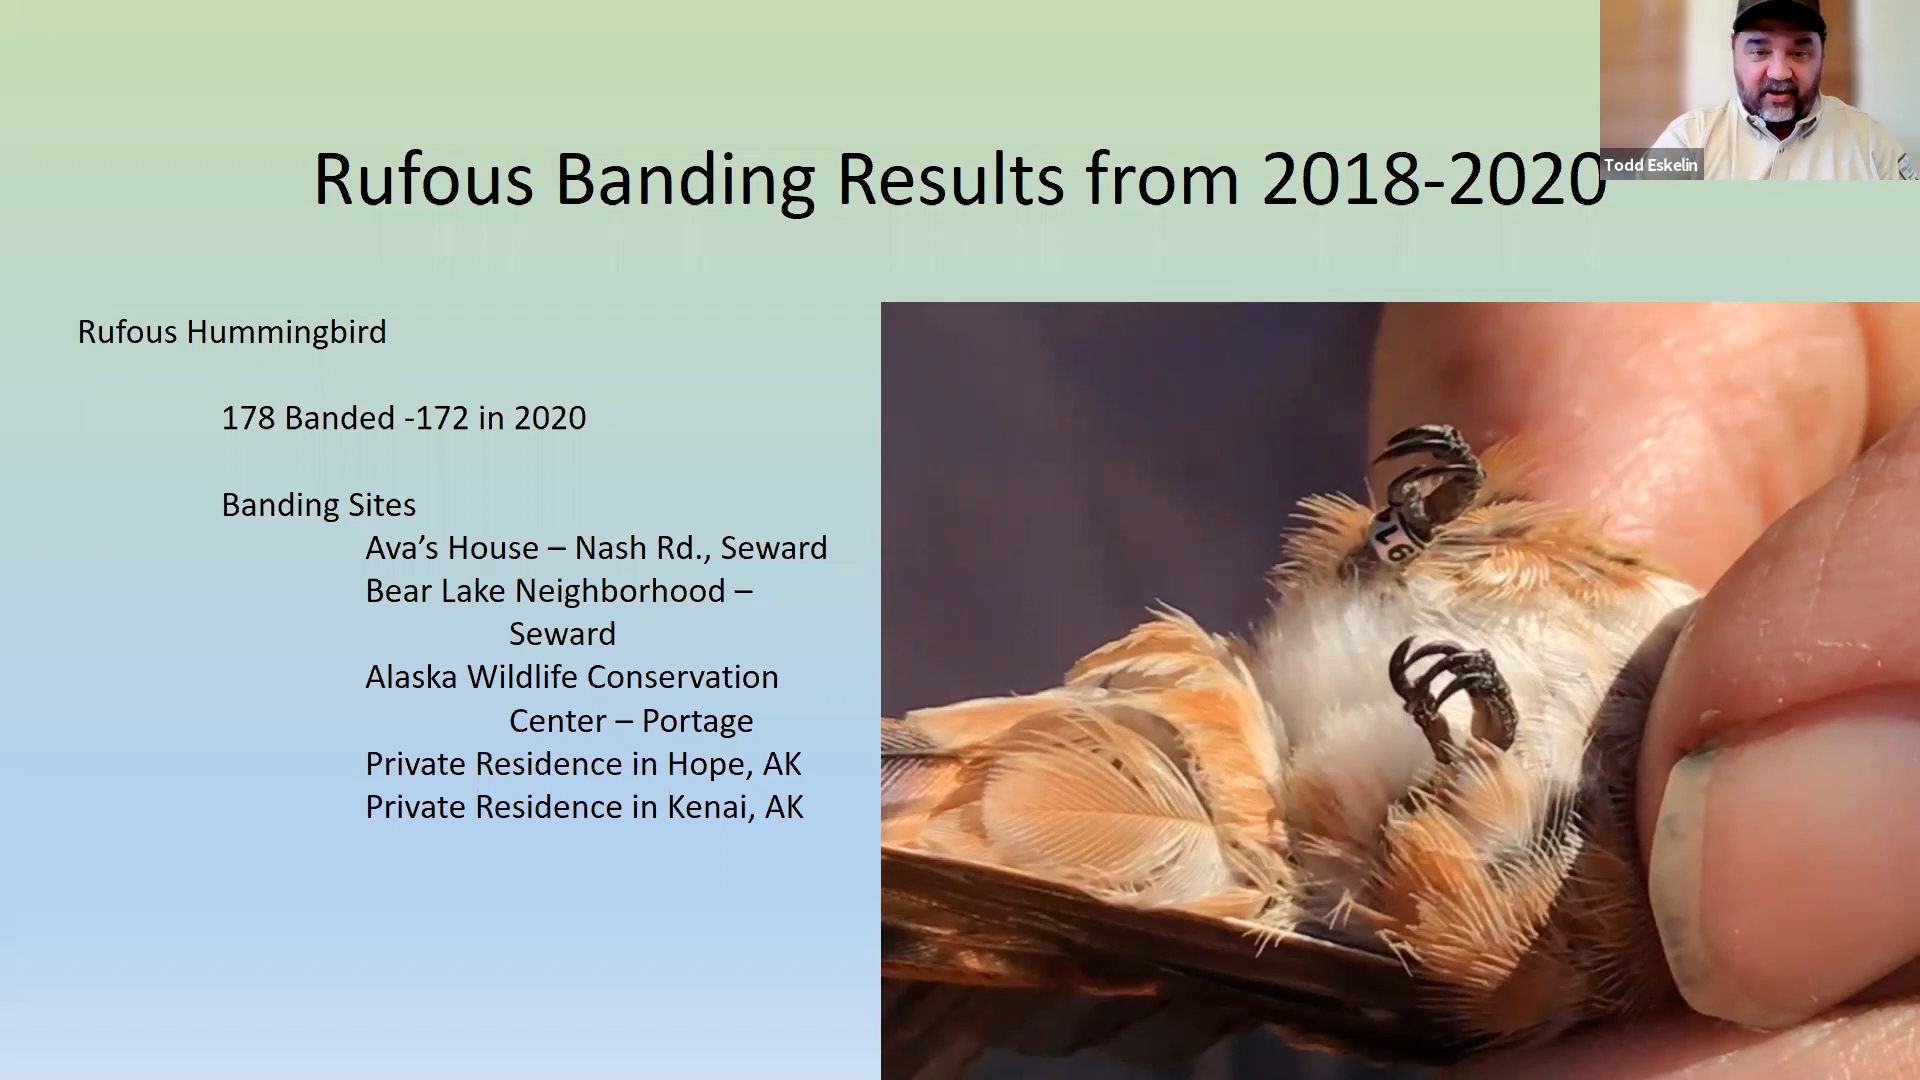 Rufous Banding Results from 2018-2020
Todd Eskelin
Rufous Hummingbird
178 Banded -172 in 2020
Banding Sites
Ava’s House – Nash Rd., Seward
Bear Lake Neighborhood –
Seward
Alaska Wildlife Conservation
Center – Portage
Private Residence in Hope, AK
Private Residence in Kenai, AK